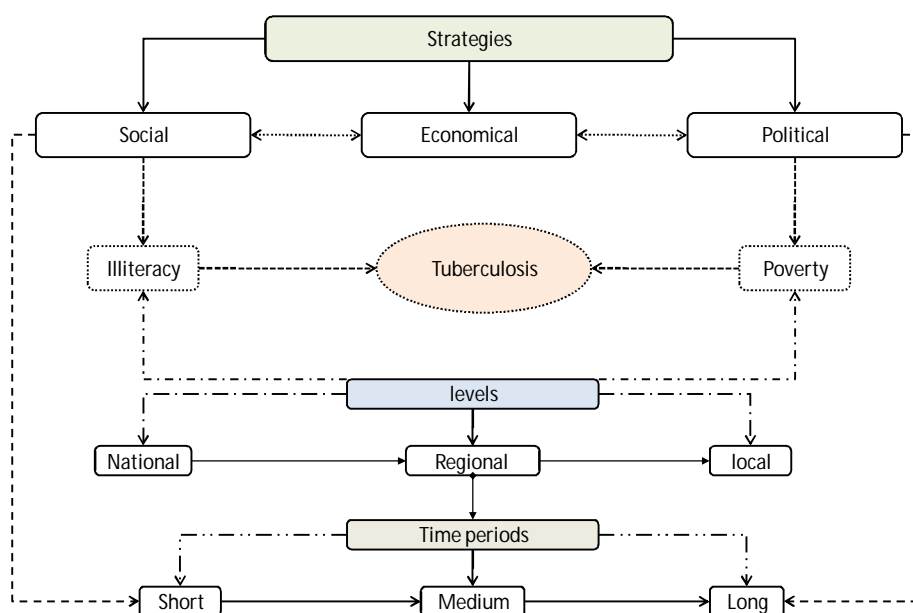 Strategies
Social
Economical
Political
Illiteracy
Tuberculosis
Poverty
levels
National
Regional
local
Time periods
Short
Medium
Long